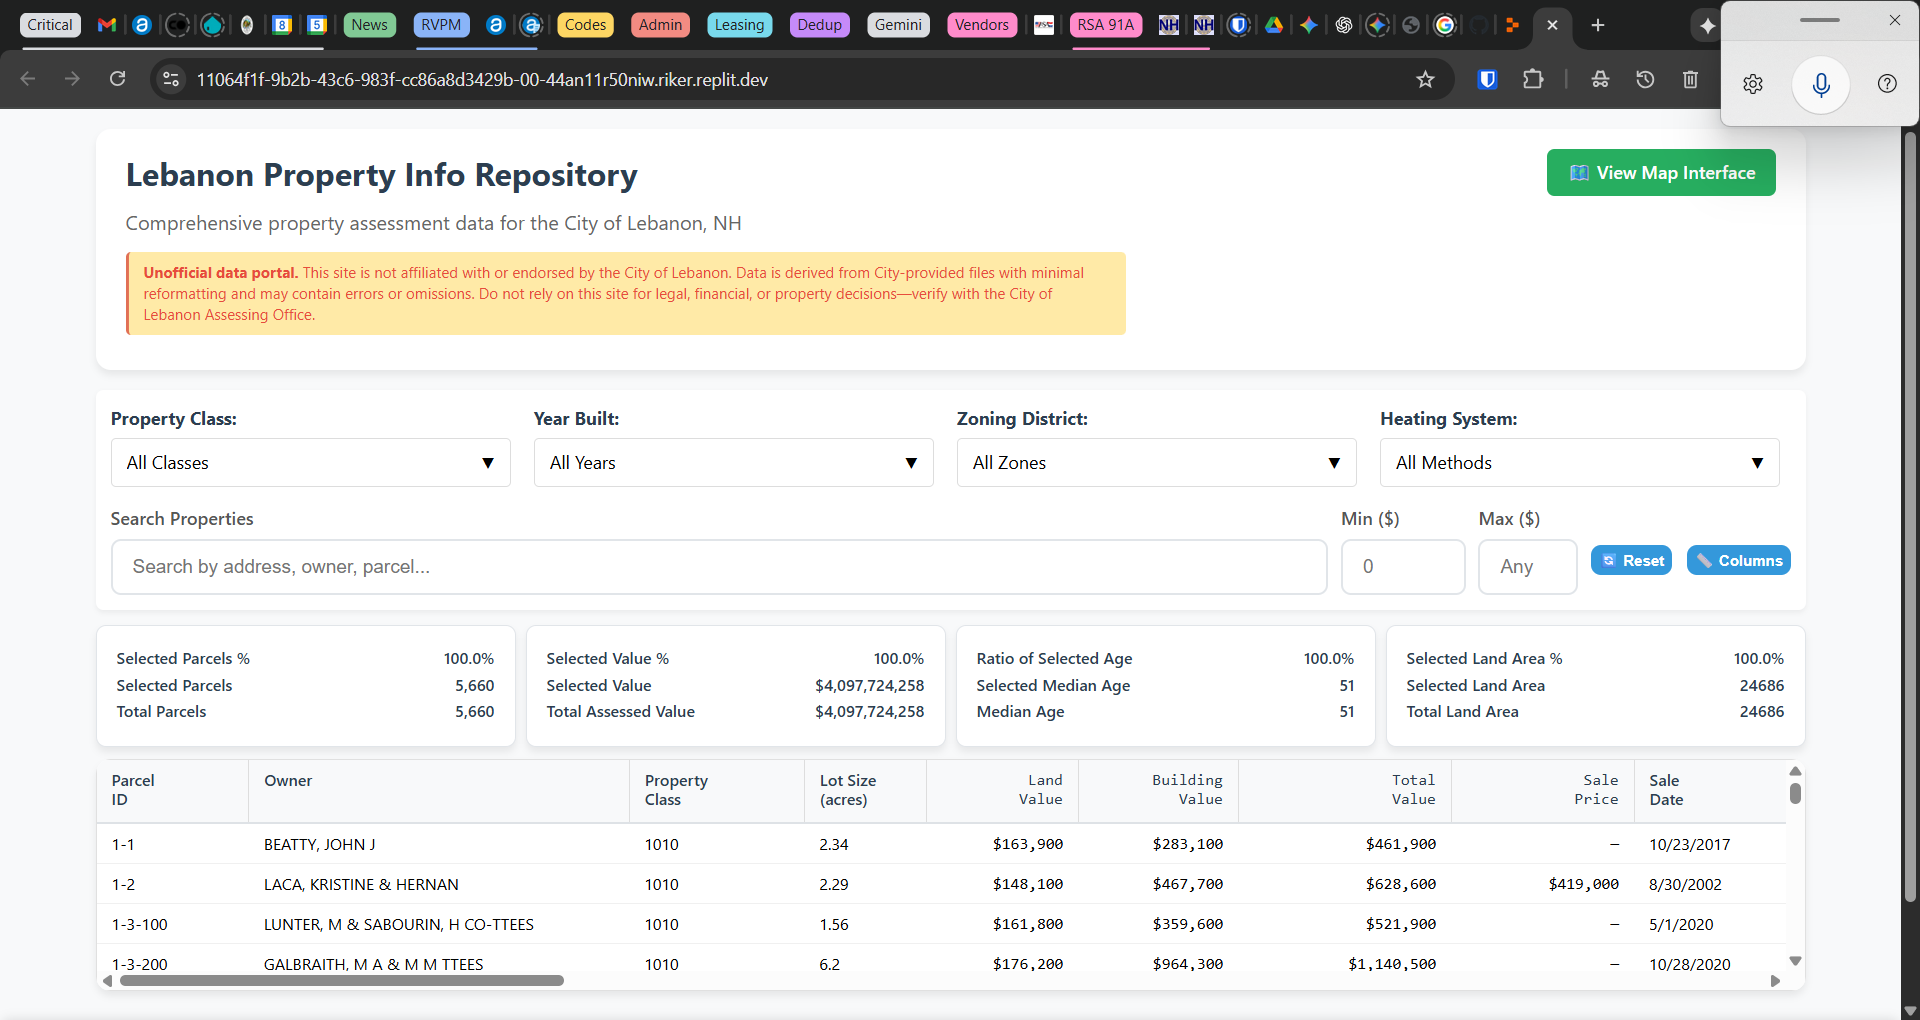 Critical
8
5
News
RVPM
Codes
Admin
Leasing
Dedup
Gemini
Vendors
RSA 91A
NH
NH
11064f1f-9b2b-43c6-983f-cc86a8d3429b-00-44an11r50niw.riker.replit.dev
Lebanon Property Info Repository
View Map Interface
Comprehensive property assessment data for the City of Lebanon, NH
Unofficial data portal. This site is not affiliated with or endorsed by the City of Lebanon. Data is derived from City-provided files with minimal
reformatting and may contain errors or omissions. Do not rely on this site for legal, financial, or property decisions—verify with the City of
Lebanon Assessing Office.
Property Class: Year Built: Zoning District: Heating System:
All Classes All Years All Zones All Methods
Search Properties Min ($) Max ($)
Search by address, owner, parcel... 0 Any Reset Columns
Selected Parcels % 100.0% Selected Value % 100.0% Ratio of Selected Age 100.0% Selected Land Area % 100.0%
Selected Parcels 5,660 Selected Value $4,097,724,258 Selected Median Age 51 Selected Land Area 24686
Total Parcels 5,660 Total Assessed Value $4,097,724,258 Median Age 51 Total Land Area 24686
Parcel Owner Property Lot Size Land Building Total Sale Sale
ID Class (acres) Value Value Value Price Date
1-1 BEATTY, JOHN J 1010 2.34 $163,900 $283,100 $461,900 — 10/23/2017
1-2 LACA, KRISTINE & HERNAN 1010 2.29 $148,100 $467,700 $628,600 $419,000 8/30/2002
1-3-100 LUNTER, M & SABOURIN, H CO-TTEES 1010 1.56 $161,800 $359,600 $521,900 — 5/1/2020
1-3-200 GALBRAITH, M A & M M TTEES 1010 6.2 $176,200 $964,300 $1,140,500 — 10/28/2020